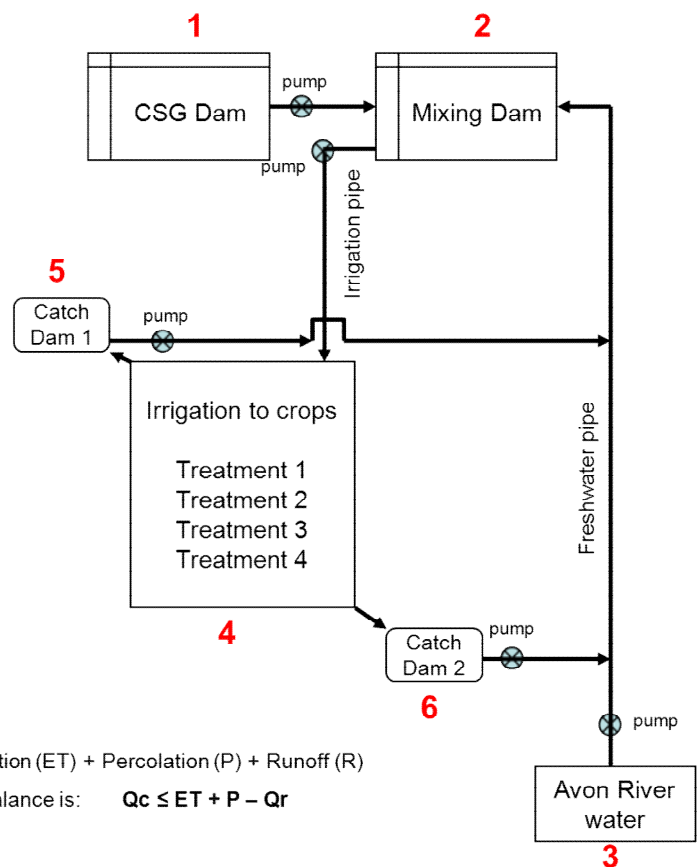 1
2
pump
CSG Dam
Mixing Dam
pump
Irrigation pipe
5
Catch
Dam 1
pump
Irrigation to crops
Treatment 1
Treatment 2
Treatment 3
Treatment 4
Freshwater pipe
4
Catch
Dam 2
pump
6
pump
tion (ET) + Percolation (P) + Runoff (R)
alance is: Qc ≤ ET + P – Qr
Avon River
water
3